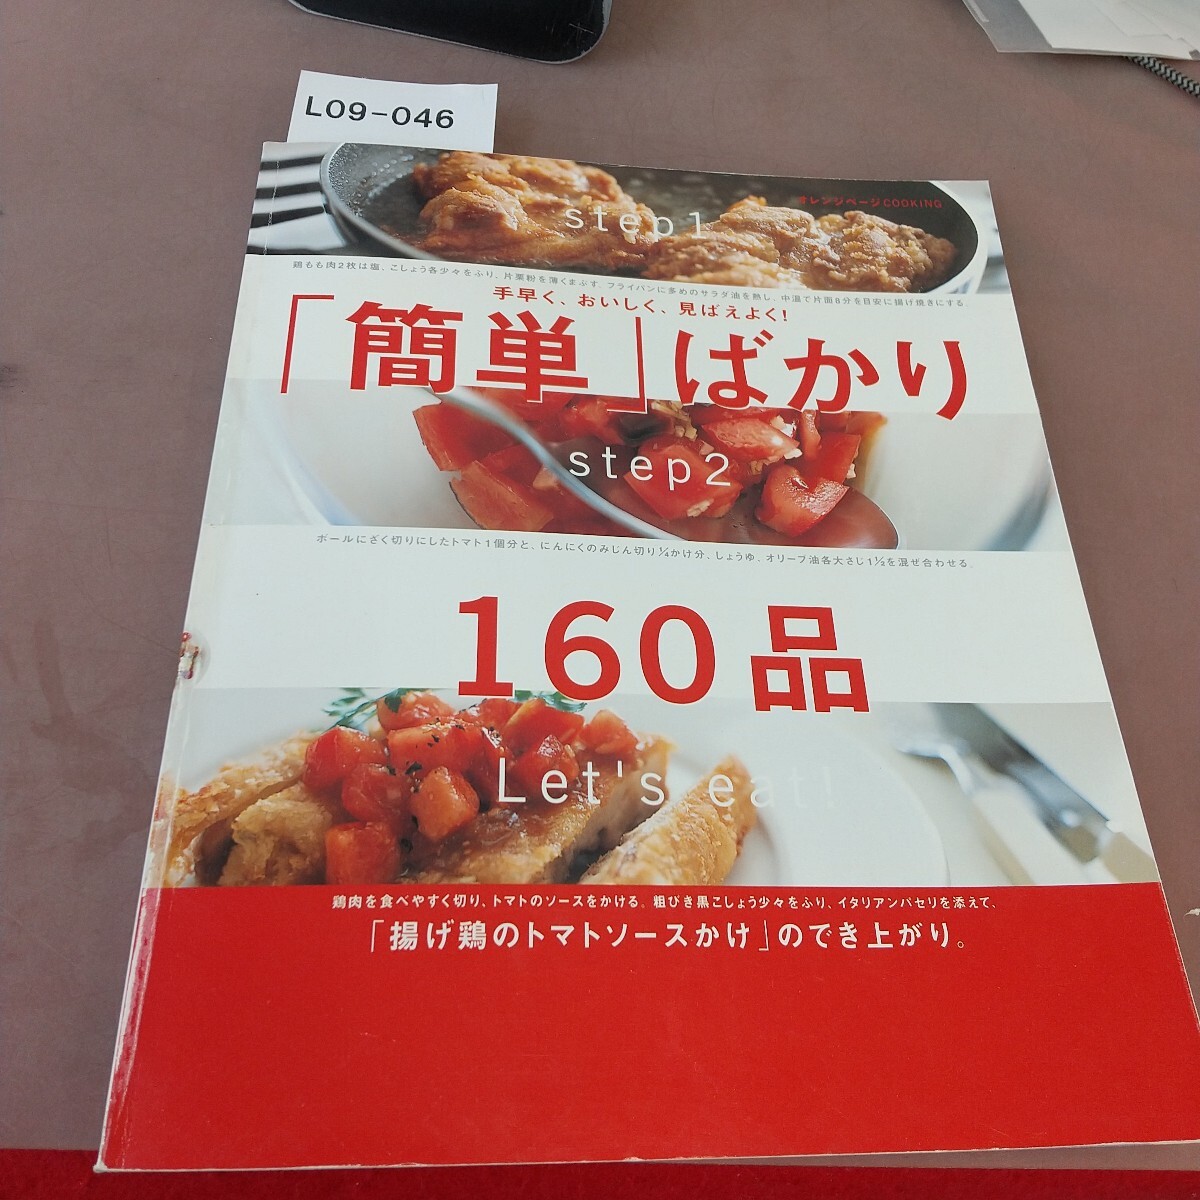 L09-046
オレンジページCOOKING
step1
鶏もも肉2枚は塩、こしょう各少々をふり、片栗粉を薄くまぶす。フライパンに多めのサラダ油を熱し、中温で片面8分を目安に揚げ焼きにする。
手早く、おいしく、見ばえよく!
「簡単」ばかり
step2
ボールにざく切りにしたトマト1個分と、にんにくのみじん切り1/4かけ分、しょうゆ、オリーブ油各大さじ1 1/2を混ぜ合わせる。
160品
Let's eat!
鶏肉を食べやすく切り、トマトのソースをかける。粗びき黒こしょう少々をふり、イタリアンパセリを添えて、
「揚げ鶏のトマトソースかけ」のでき上がり。